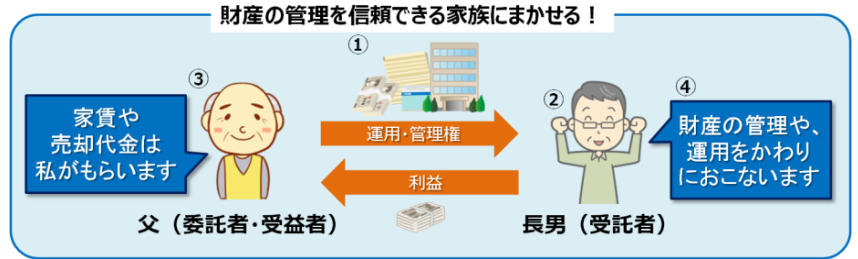 財産の管理を信頼できる家族にまかせる！
①
③
②
④
家賃や
売却代金は
私がもらいます
運用・管理権
利益
財産の管理や、
運用をかわり
におこないます
父（委託者・受益者）
長男（受託者）